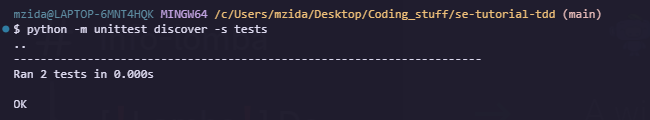 mzida@LAPTOP-6MNT4HQK MINGW64 /c/Users/mzida/Desktop/Coding_stuff/se-tutorial-tdd (main)
$ python -m unittest discover -s tests
..
----------------------------------------------------------------------
Ran 2 tests in 0.000s
OK